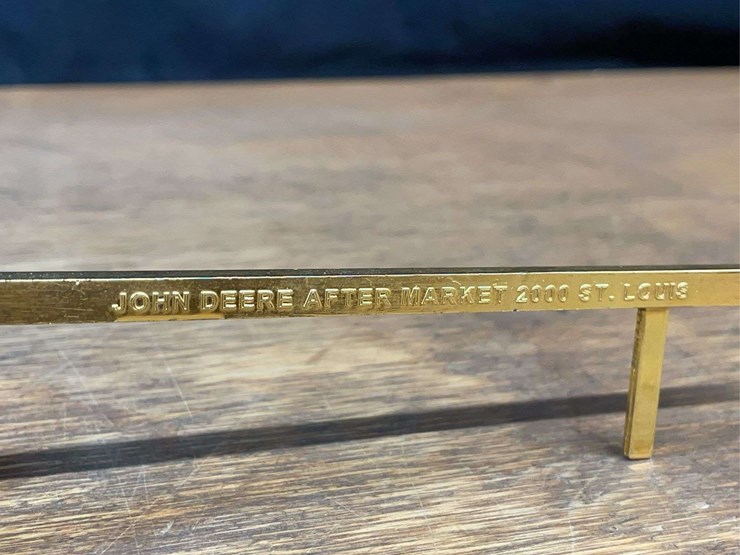 JOHN DEERE AFTER MARKET 2000 ST. LOUIS